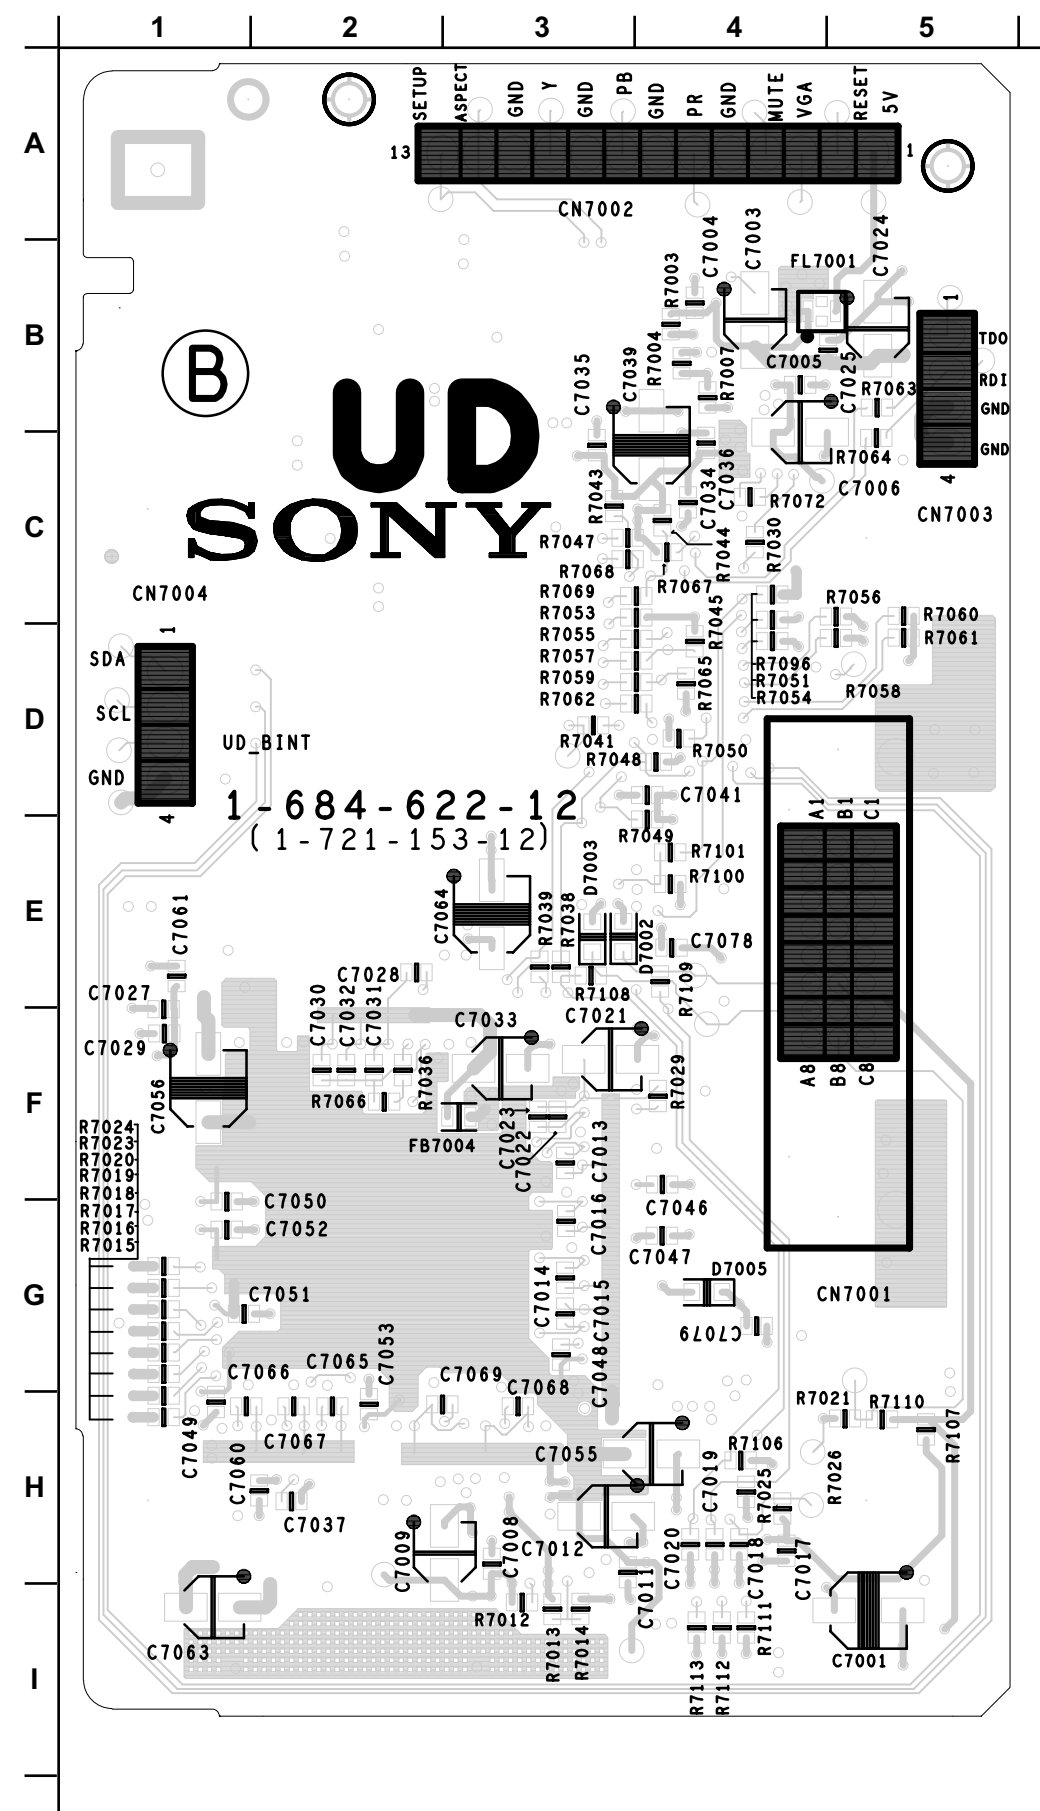 1 2 3 4 5
A
B
C
D
E
F
G
H
I
SETUP
ASPECT
GND
Y
GND
PB
GND
PR
GND
MUTE
VGA
RESET
5V
13
1
CN7002
C7004
C7003
C7024
R7003
FL7001
1
TDO
RDI
GND
GND
4
CN7003
B
UD
SONY
C7035
C7039
R7004
R7007
C7005
C7025
R7063
R7064
C7006
R7043
C7034
C7036
R7072
R7047
R7044
R7030
R7068
R7067
R7069
R7045
R7056
R7060
R7053
R7055
R7061
R7057
R7096
R7059
R7065
R7051
R7058
R7062
R7054
CN7004
1
SDA
SCL
GND
4
UD_BINT
R7041
R7050
R7048
1-684-622-12
(1-721-153-12)
C7041
A1
B1
C1
R7049
D7003
R7101
R7100
C7061
C7064
R7039
R7038
D7002
C7078
C7028
R7108
R7109
C7027
C7030
C7032
C7031
C7033
C7021
C7029
C7056
R7036
R7029
A8
B8
C8
R7066
FB7004
C7023
C7022
C7013
R7024
R7023
R7020
R7019
R7018
R7017
R7016
R7015
C7050
C7016
C7046
C7052
C7047
D7005
C7014
C7051
C7015
CN7001
C7079
C7053
C7048
C7066
C7065
C7069
C7068
R7021
R7110
R7107
C7049
C7067
C7060
C7055
R7106
C7019
R7025
R7026
C7037
C7009
C7008
C7012
C7020
C7018
C7017
C7011
R7012
R7013
R7014
R7111
C7063
C7001
R7113
R7112